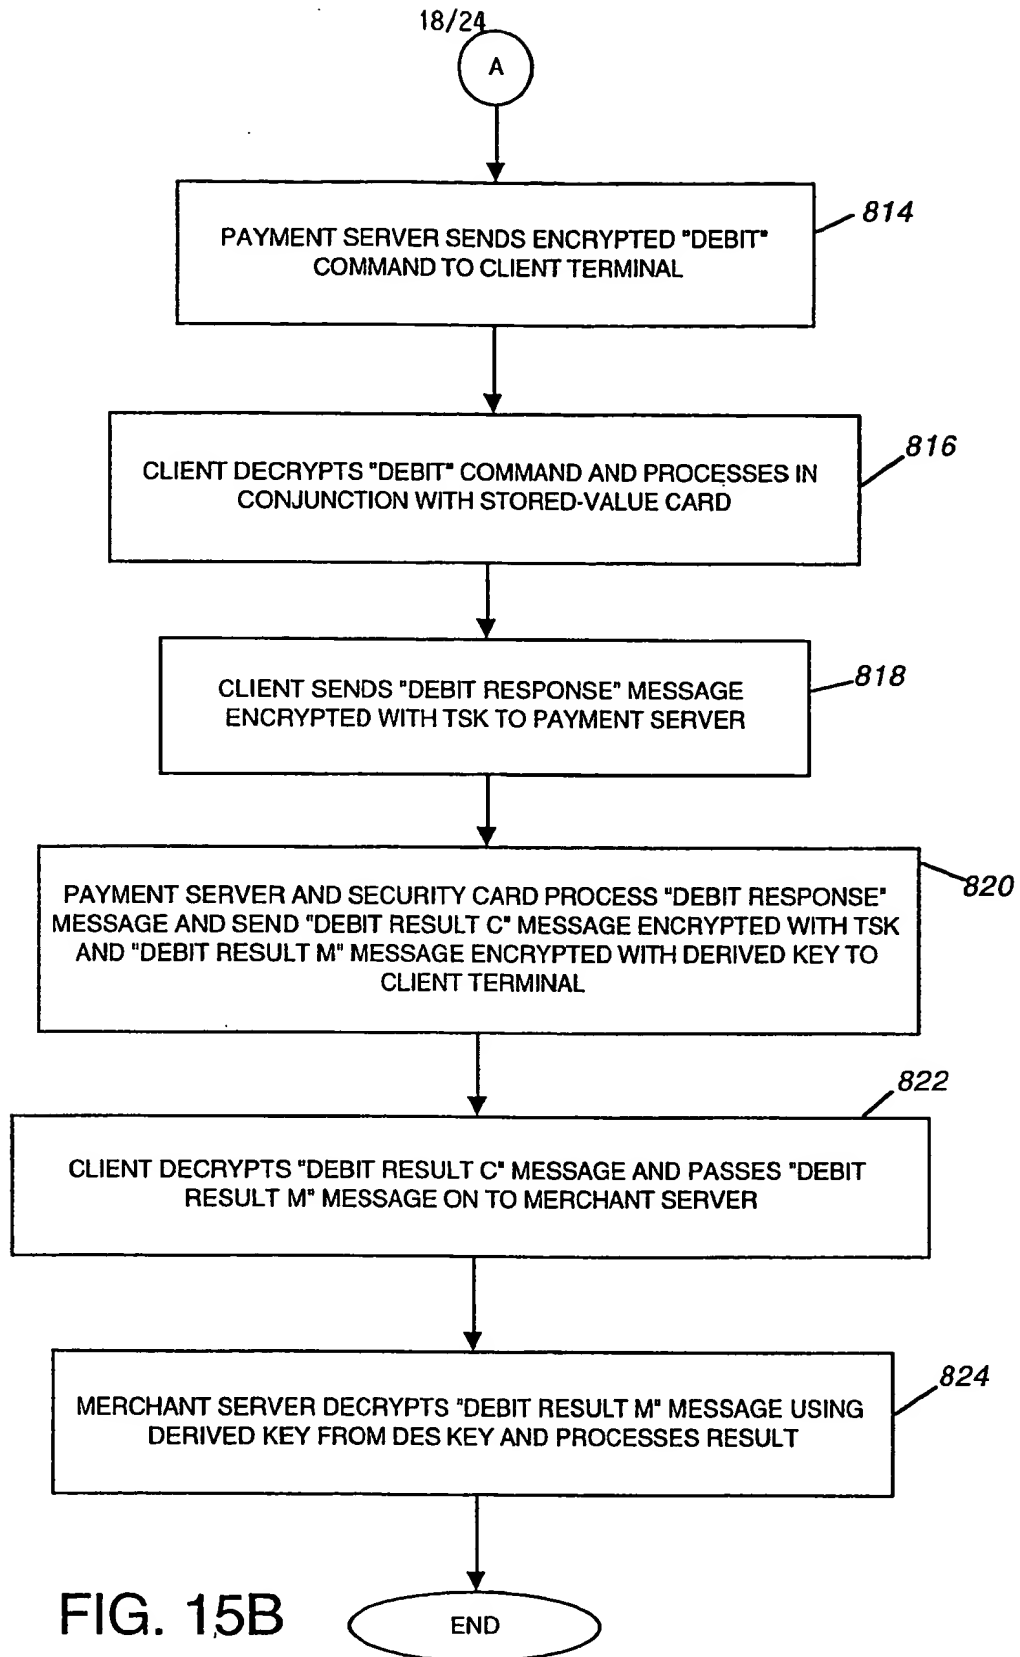 18/24
A
814
PAYMENT SERVER SENDS ENCRYPTED "DEBIT"
COMMAND TO CLIENT TERMINAL
816
CLIENT DECRYPTS "DEBIT" COMMAND AND PROCESSES IN
CONJUNCTION WITH STORED-VALUE CARD
818
CLIENT SENDS "DEBIT RESPONSE" MESSAGE
ENCRYPTED WITH TSK TO PAYMENT SERVER
820
PAYMENT SERVER AND SECURITY CARD PROCESS "DEBIT RESPONSE"
MESSAGE AND SEND "DEBIT RESULT C" MESSAGE ENCRYPTED WITH TSK
AND "DEBIT RESULT M" MESSAGE ENCRYPTED WITH DERIVED KEY TO
CLIENT TERMINAL
822
CLIENT DECRYPTS "DEBIT RESULT C" MESSAGE AND PASSES "DEBIT
RESULT M" MESSAGE ON TO MERCHANT SERVER
824
MERCHANT SERVER DECRYPTS "DEBIT RESULT M" MESSAGE USING
DERIVED KEY FROM DES KEY AND PROCESSES RESULT
END
FIG. 15B